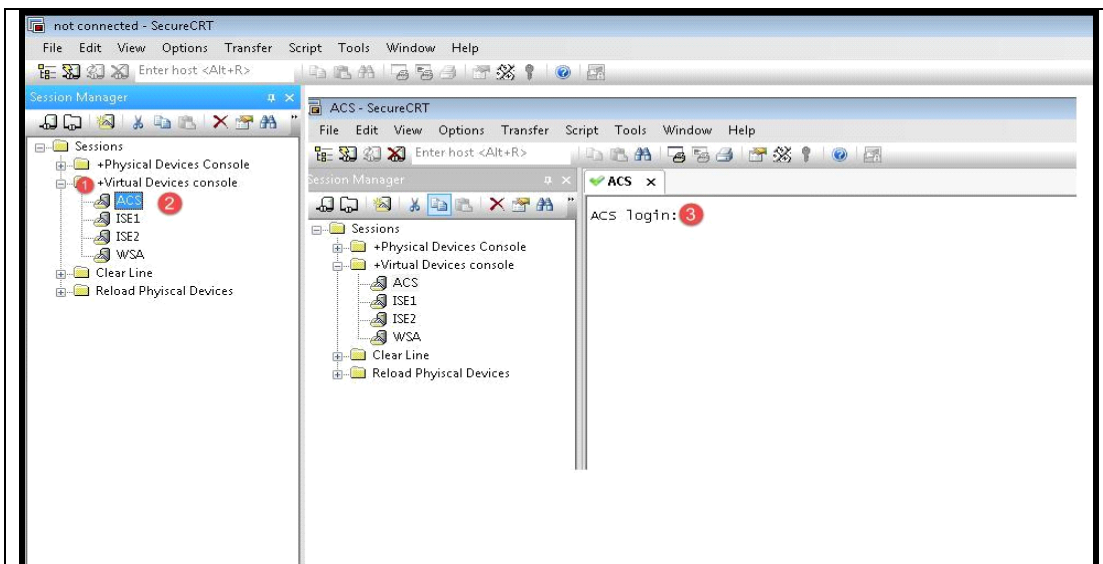 not connected - SecureCRT
File Edit View Options Transfer Script Tools Window Help
Enter host <Alt+R>
Session Manager
Sessions
+Physical Devices Console
+Virtual Devices console
1
ACS
2
ISE1
ISE2
WSA
Clear Line
Reload Phyiscal Devices
ACS - SecureCRT
File Edit View Options Transfer Script Tools Window Help
Enter host <Alt+R>
Session Manager
Sessions
+Physical Devices Console
+Virtual Devices console
ACS
ISE1
ISE2
WSA
Clear Line
Reload Phyiscal Devices
ACS x
ACS login: 3